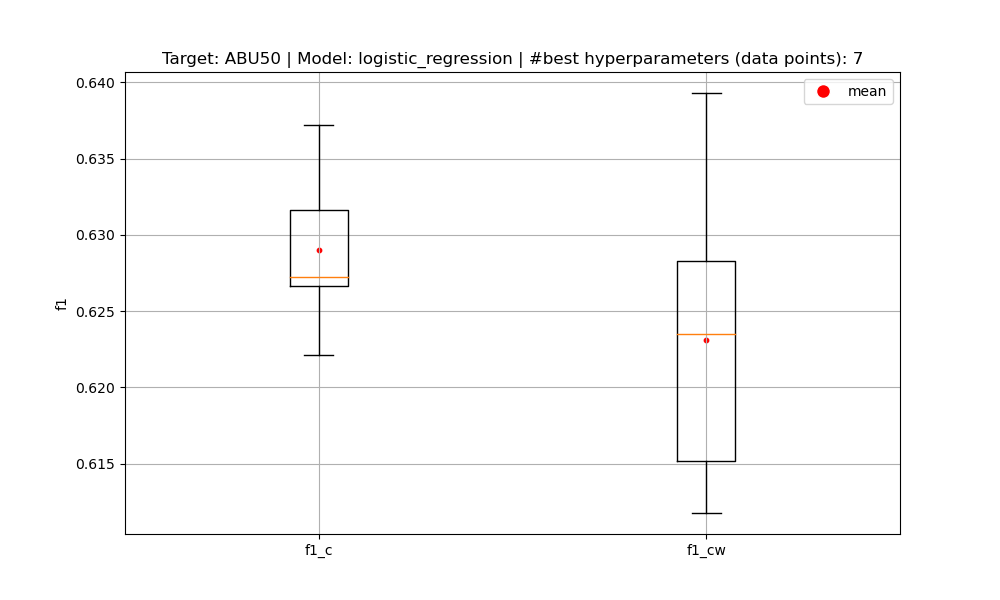 Target: ABU50 | Model: logistic_regression | #best hyperparameters (data points): 7
mean
0.640
0.635
0.630
0.625
0.620
0.615
f1
f1_c
f1_cw